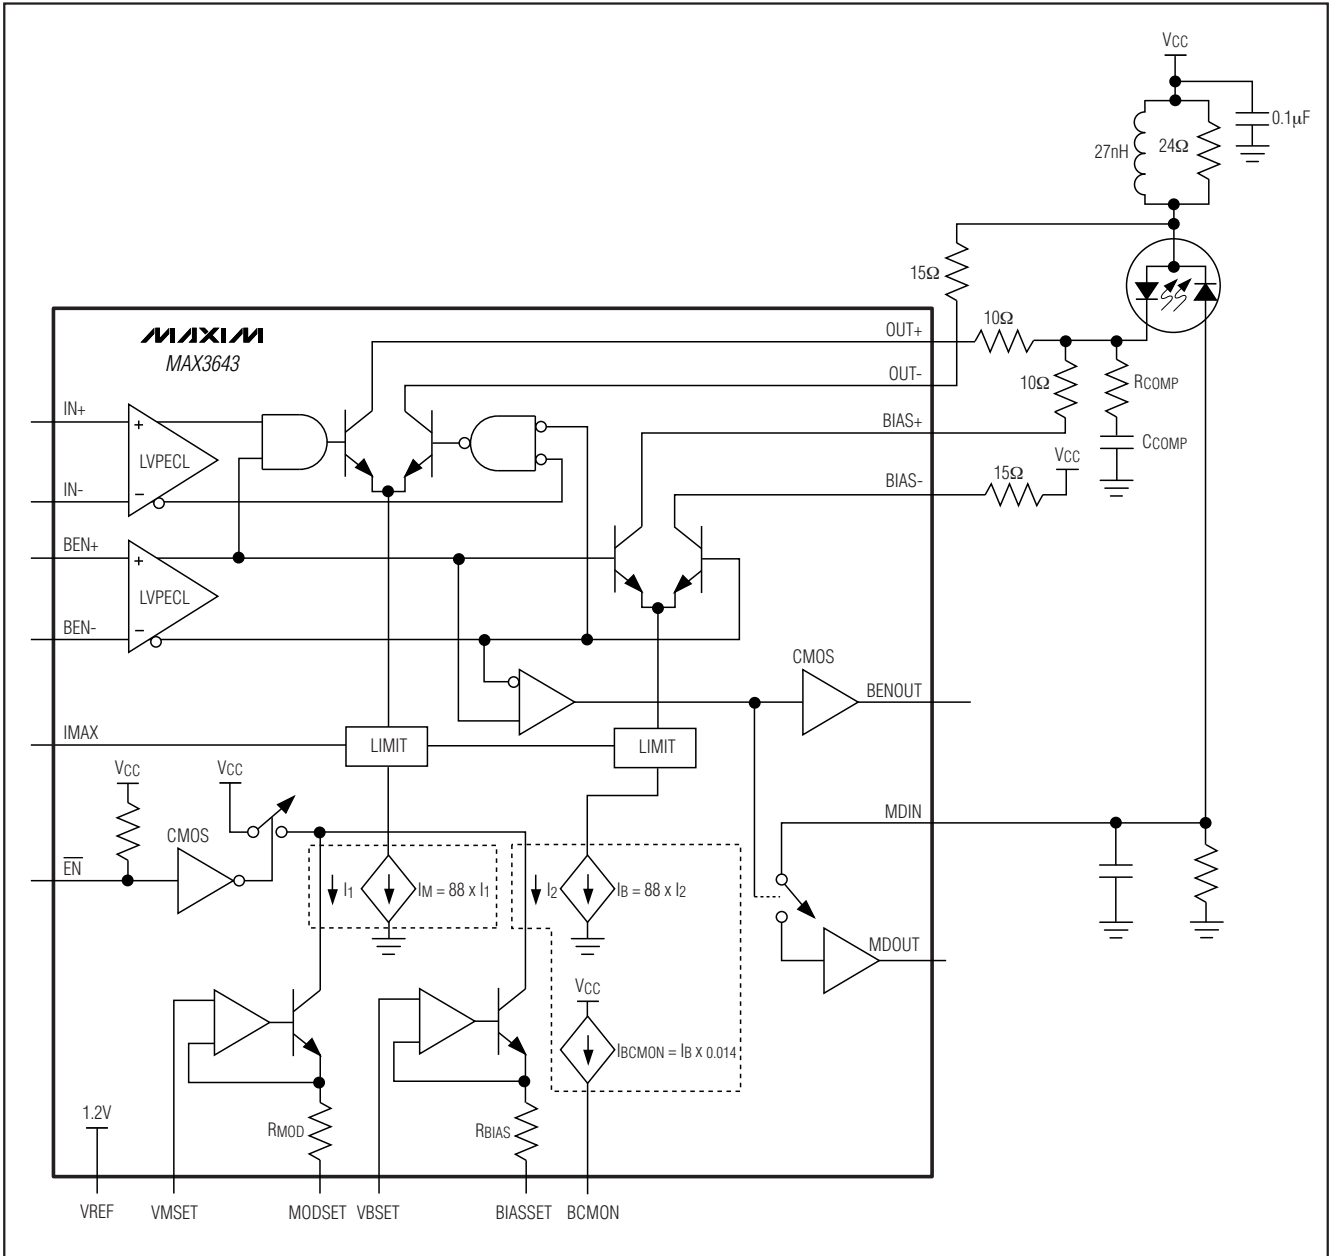 VCC
0.1µF
27nH
24Ω
15Ω
MAXIM
MAX3643
OUT+
10Ω
OUT-
10Ω
RCOMP
IN+
BIAS+
+
LVPECL
CCOMP
VCC
IN-
−
BIAS-
15Ω
BEN+
+
LVPECL
BEN-
−
CMOS
BENOUT
IMAX
LIMIT
LIMIT
VCC
VCC
MDIN
CMOS
EN
I1
IM = 88 x I1
I2
IB = 88 x I2
MDOUT
VCC
IBCMON = IB x 0.014
1.2V
RMOD
RBIAS
VREF
VMSET
MODSET
VBSET
BIASSET
BCMON